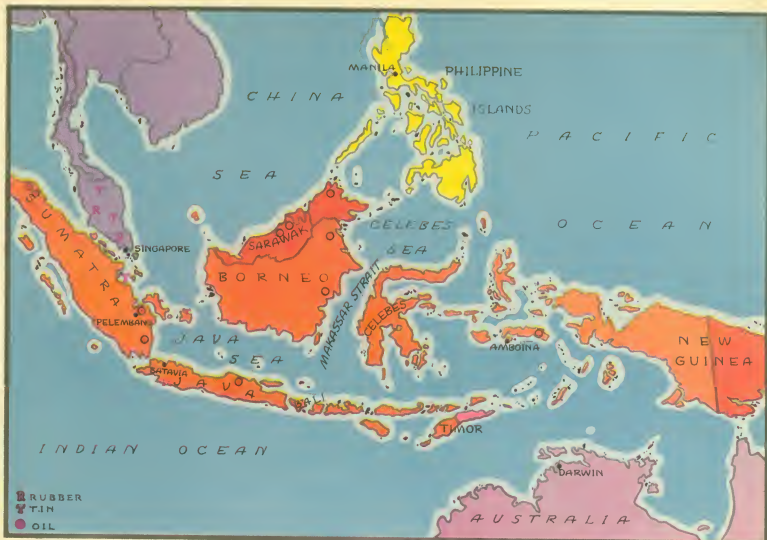 MANILA
PHILIPPINE
ISLANDS
CHINA
SEA
PACIFIC
OCEAN
T
R
T
R
T
SINGAPORE
SUMATRA
SARAWAK
BORNEO
CELEBES
SEA
MAKASSAR STRAIT
CELEBES
PELEMBANG
JAVA
SEA
BATAVIA
JAVA
BALI
AMBOINA
NEW
GUINEA
TIMOR
INDIAN OCEAN
DARWIN
AUSTRALIA
R RUBBER
T TIN
OIL